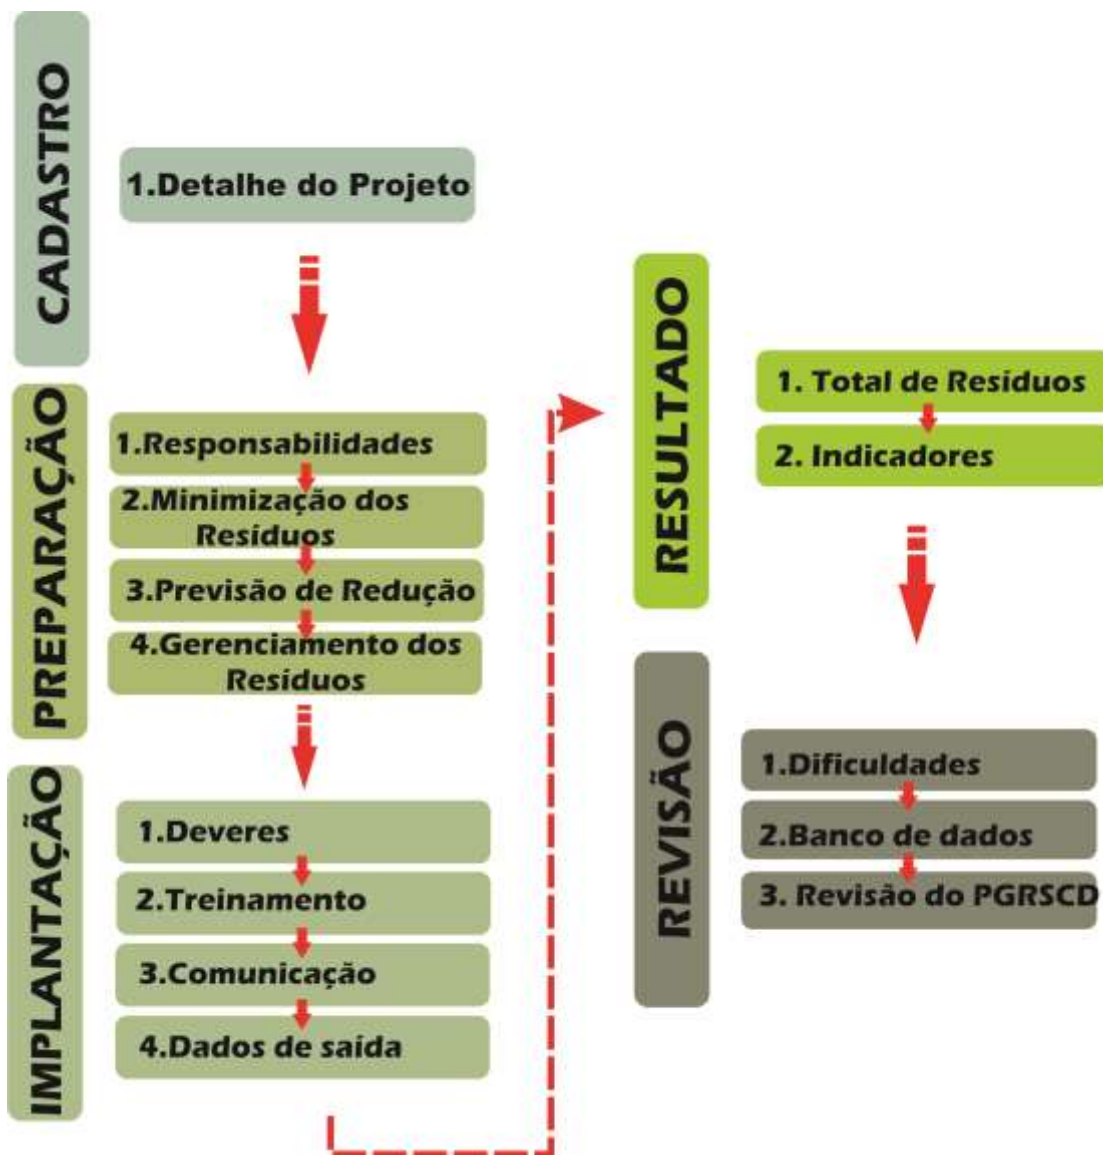 CADASTRO
1.Detalhe do Projeto
PREPARAÇÃO
1.Responsabilidades
2.Minimização dos
Resíduos
3.Previsão de Redução
4.Gerenciamento dos
Resíduos
IMPLANTAÇÃO
1.Deveres
2.Treinamento
3.Comunicação
4.Dados de saída
RESULTADO
1. Total de Resíduos
2. Indicadores
REVISÃO
1.Dificuldades
2.Banco de dados
3. Revisão do PGRSCD